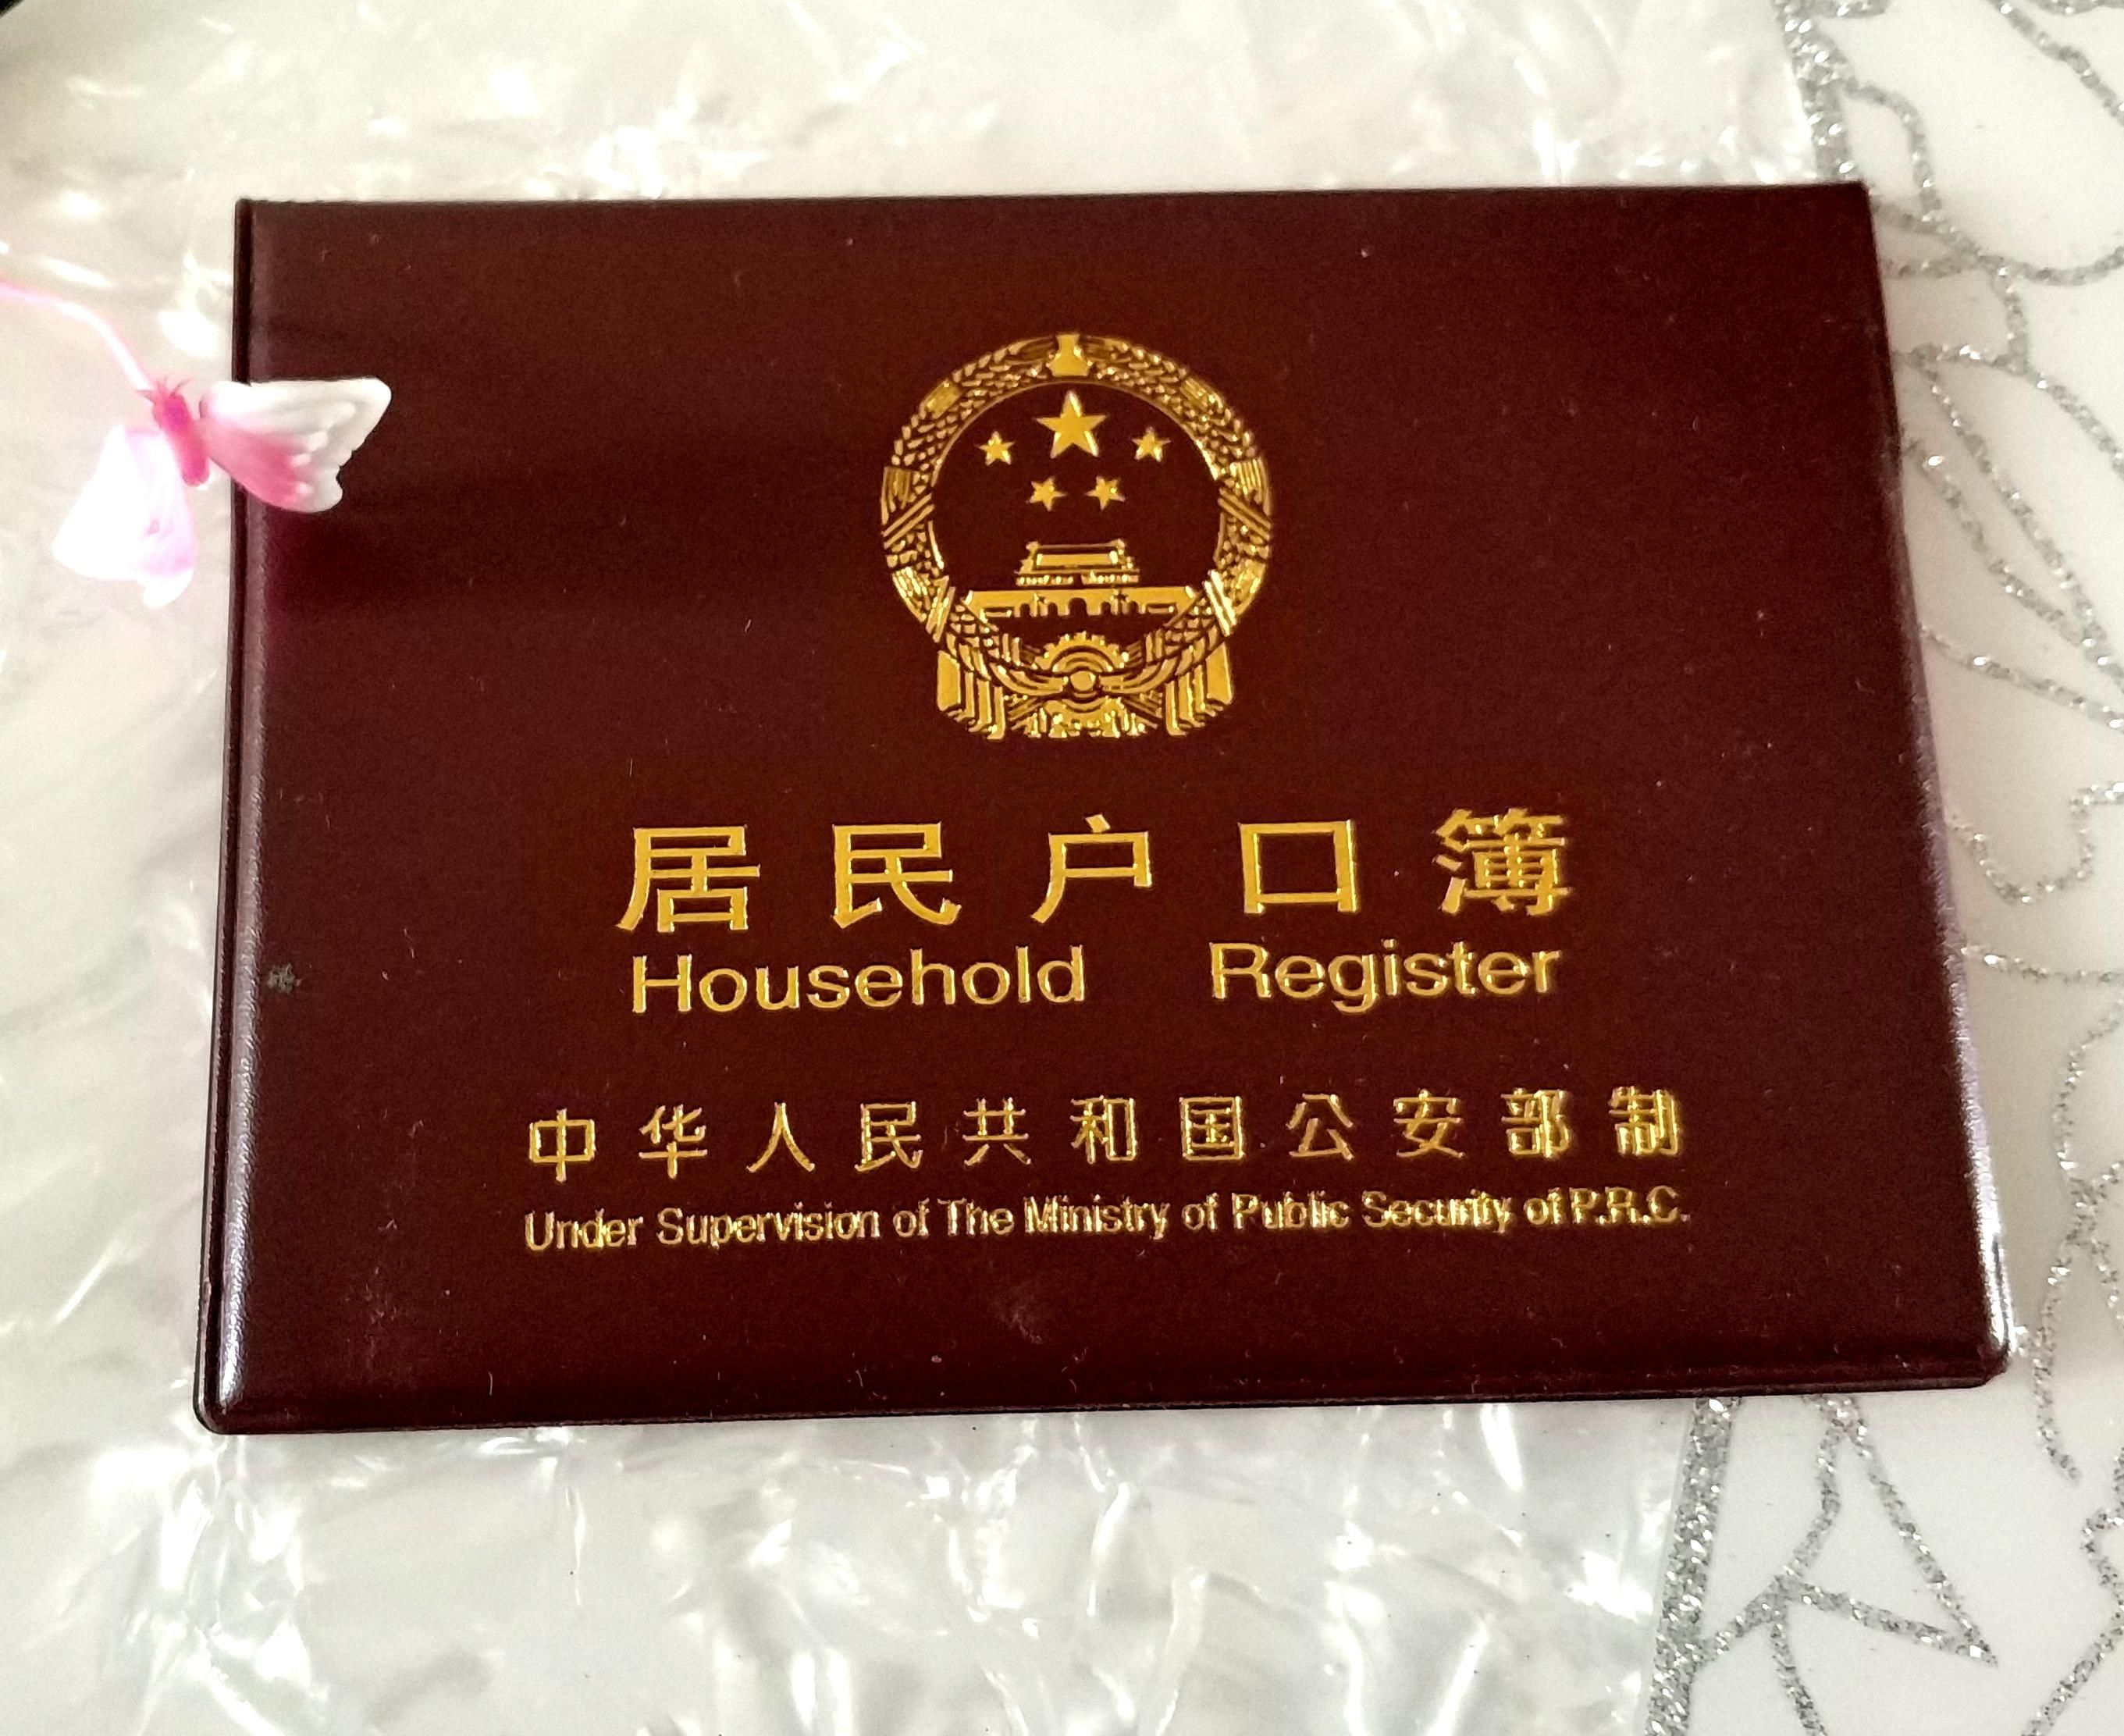 居民户口簿
Household Register
中华人民共和国公安部制
Under Supervision of The Ministry of Public Security of P.R.C.